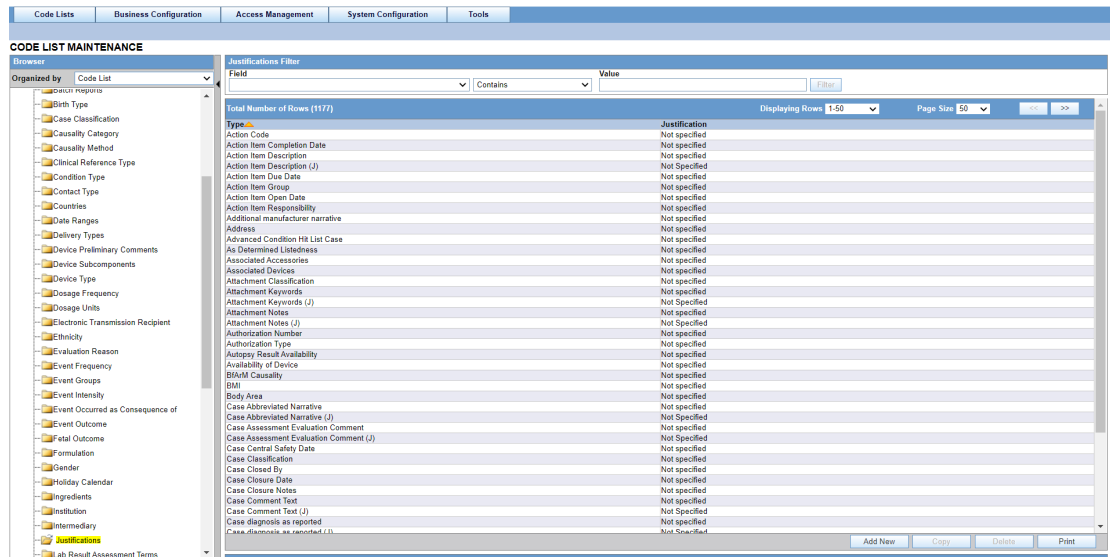 Code Lists Business Configuration Access Management System Configuration Tools
CODE LIST MAINTENANCE
Browser
Organized by Code List
Batch Reports
Birth Type
Case Classification
Causality Category
Causality Method
Clinical Reference Type
Condition Type
Contact Type
Countries
Date Ranges
Delivery Types
Device Preliminary Comments
Device Subcomponents
Device Type
Dosage Frequency
Dosage Units
Electronic Transmission Recipient
Ethnicity
Evaluation Reason
Event Frequency
Event Groups
Event Intensity
Event Occurred as Consequence of
Event Outcome
Fetal Outcome
Formulation
Gender
Holiday Calendar
Ingredients
Institution
Intermediary
Justifications
Lab Result Assessment Terms
Justifications Filter
Field Value
Contains Filter
Total Number of Rows (1177) Displaying Rows 1-50 Page Size 50 << >>
Type Justification
Action Code Not specified
Action Item Completion Date Not specified
Action Item Description Not specified
Action Item Description (J) Not Specified
Action Item Due Date Not specified
Action Item Group Not specified
Action Item Open Date Not specified
Action Item Responsibility Not specified
Additional manufacturer narrative Not specified
Address Not specified
Advanced Condition Hit List Case Not specified
As Determined Listedness Not specified
Associated Accessories Not specified
Associated Devices Not specified
Attachment Classification Not specified
Attachment Keywords Not specified
Attachment Keywords (J) Not Specified
Attachment Notes Not specified
Attachment Notes (J) Not Specified
Authorization Number Not specified
Authorization Type Not specified
Autopsy Result Availability Not specified
Availability of Device Not specified
BfArM Causality Not specified
BMI Not specified
Body Area Not specified
Case Abbreviated Narrative Not specified
Case Abbreviated Narrative (J) Not Specified
Case Assessment Evaluation Comment Not specified
Case Assessment Evaluation Comment (J) Not Specified
Case Central Safety Date Not specified
Case Classification Not specified
Case Closed By Not specified
Case Closure Date Not specified
Case Closure Notes Not specified
Case Comment Text Not specified
Case Comment Text (J) Not Specified
Case diagnosis as reported Not specified
Case diagnosis as reported (J) Not Specified
Add New Copy Delete Print